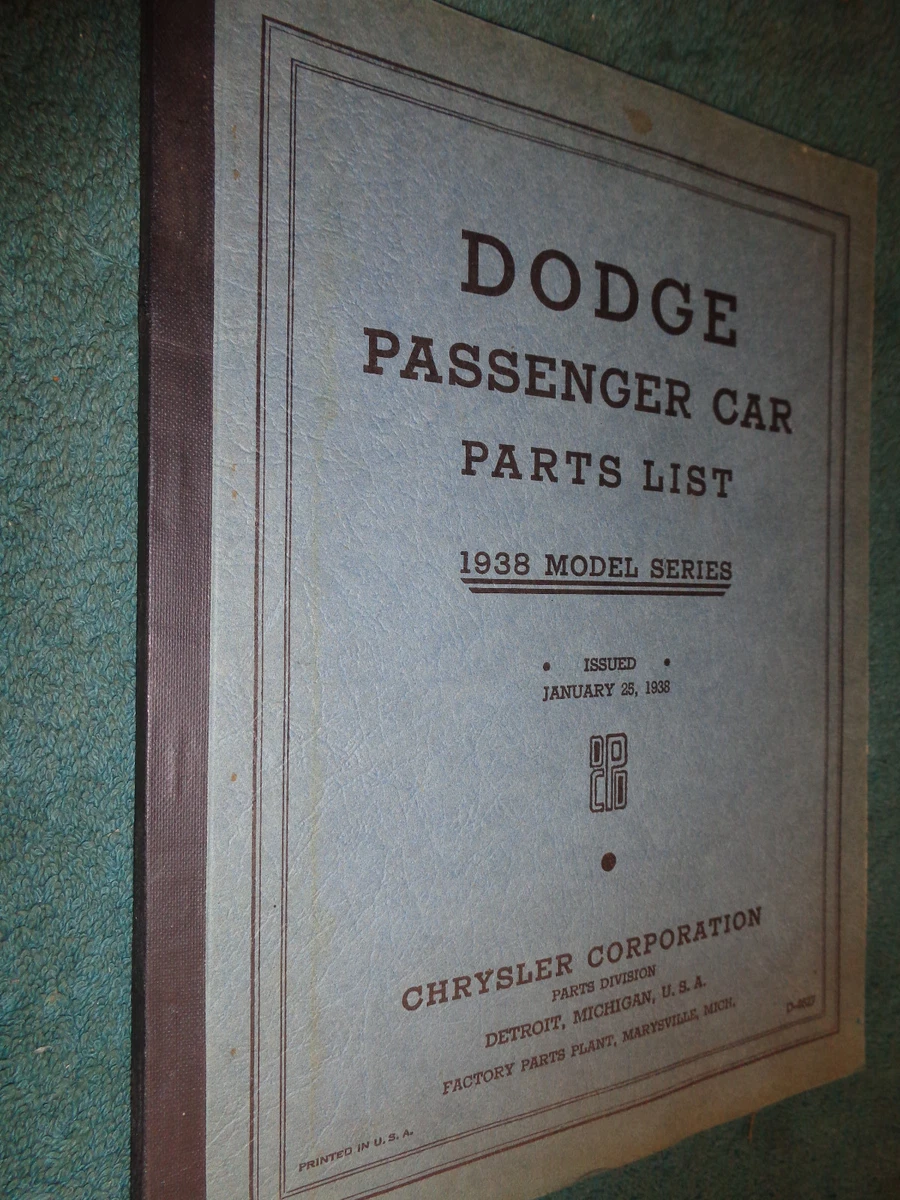 DODGE
PASSENGER CAR
PARTS LIST
1938 MODEL SERIES
• ISSUED •
JANUARY 25, 1938
CHRYSLER CORPORATION
PARTS DIVISION
DETROIT, MICHIGAN, U. S. A.
FACTORY PARTS PLANT, MARYSVILLE, MICH.
PRINTED IN U. S. A.